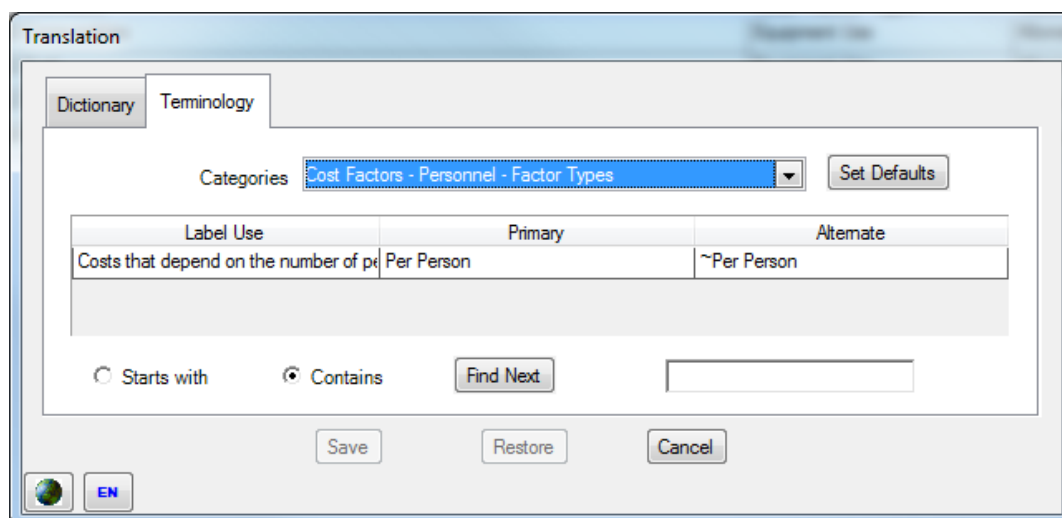 Translation
Dictionary Terminology
Categories Cost Factors - Personnel - Factor Types Set Defaults
Label Use Primary Alternate
Costs that depend on the number of Per Person ~Per Person
Starts with Contains Find Next
Save Restore Cancel
EN